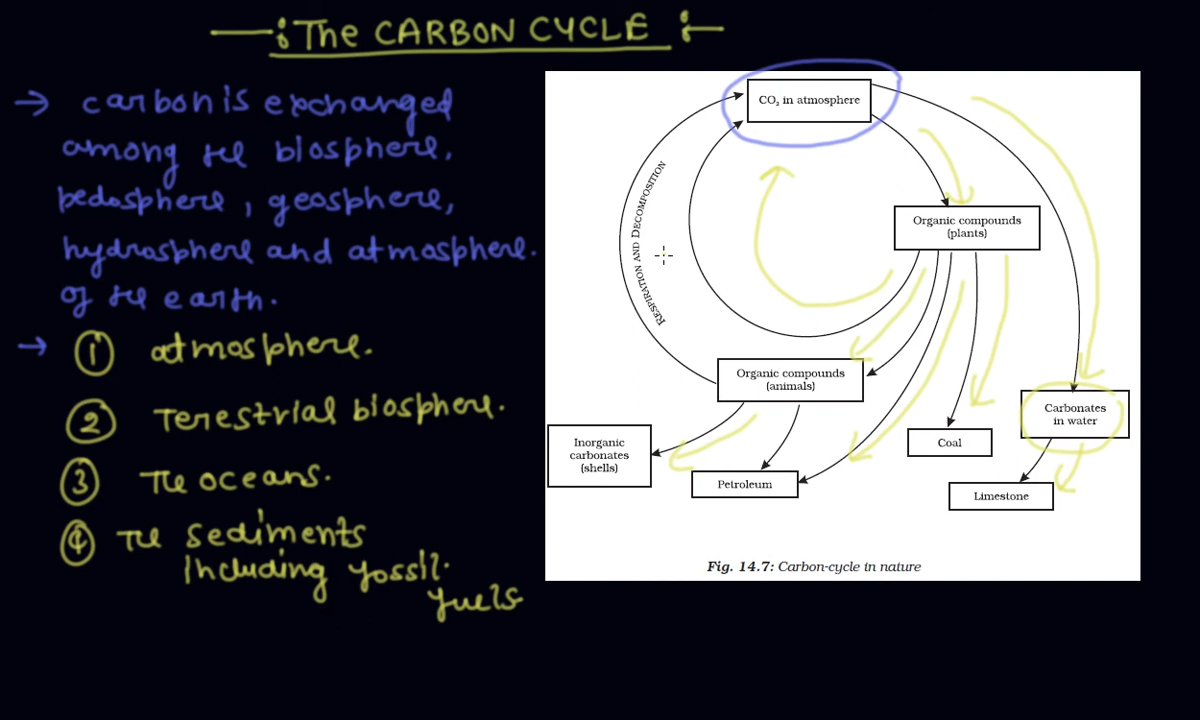 The CARBON CYCLE
→ carbon is exchanged
among the biosphere,
pedosphere, geosphere,
hydrosphere and atmosphere.
of the earth.
→ ① atmosphere.
② Terestrial biosphere.
③ The oceans.
④ The sediments
including fossil.
fuels
CO₂ in atmosphere
RESPIRATION AND DECOMPOSITION
Organic compounds
(plants)
Organic compounds
(animals)
Carbonates
in water
Inorganic
carbonates
(shells)
Coal
Petroleum
Limestone
Fig. 14.7: Carbon-cycle in nature